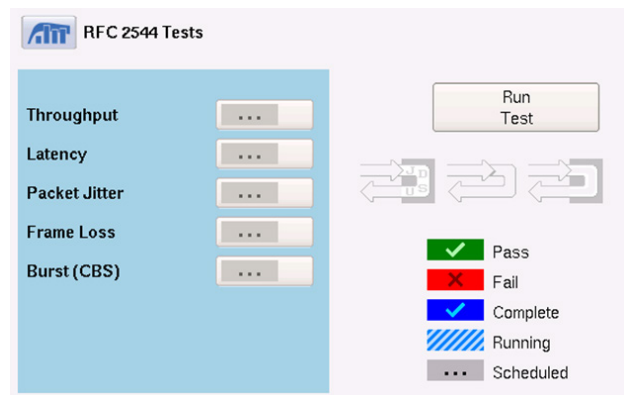 RFC 2544 Tests
Throughput ...
Latency ...
Packet Jitter ...
Frame Loss ...
Burst (CBS) ...
Run
Test
J D
U S
Pass
Fail
Complete
Running
... Scheduled